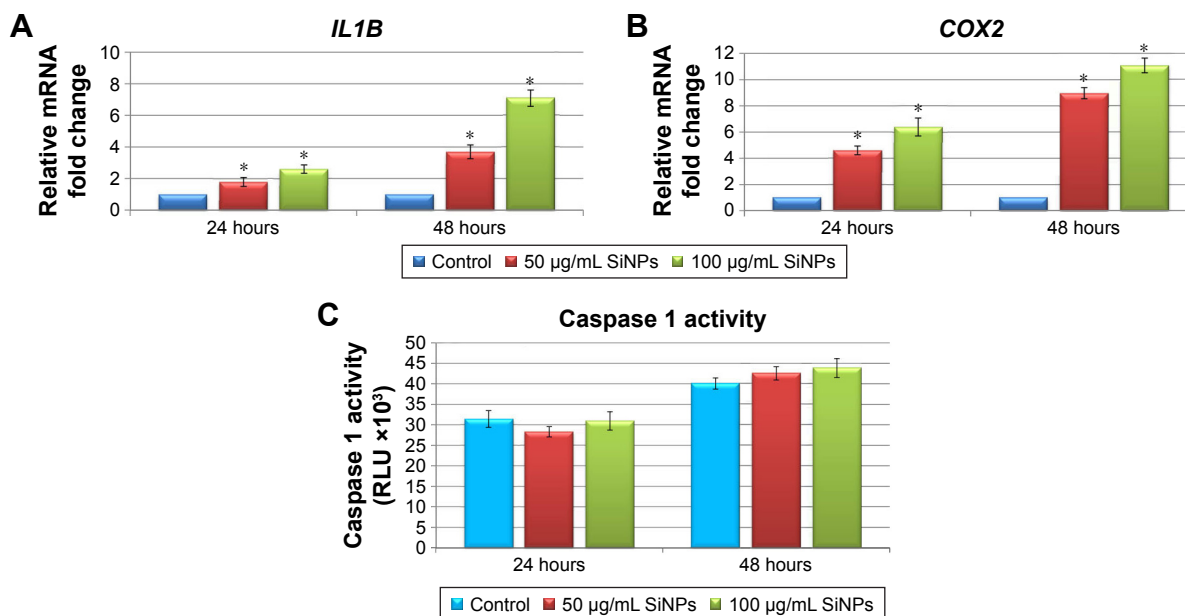 A
IL1B
Relative mRNA
fold change
10
8
6
4
2
0
*
*
*
*
24 hours
48 hours
B
COX2
Relative mRNA
fold change
12
10
8
6
4
2
0
*
*
*
*
24 hours
48 hours
Control 50 µg/mL SiNPs 100 µg/mL SiNPs
C
Caspase 1 activity
Caspase 1 activity
(RLU ×10³)
50
45
40
35
30
25
20
15
10
5
0
24 hours
48 hours
Control 50 µg/mL SiNPs 100 µg/mL SiNPs